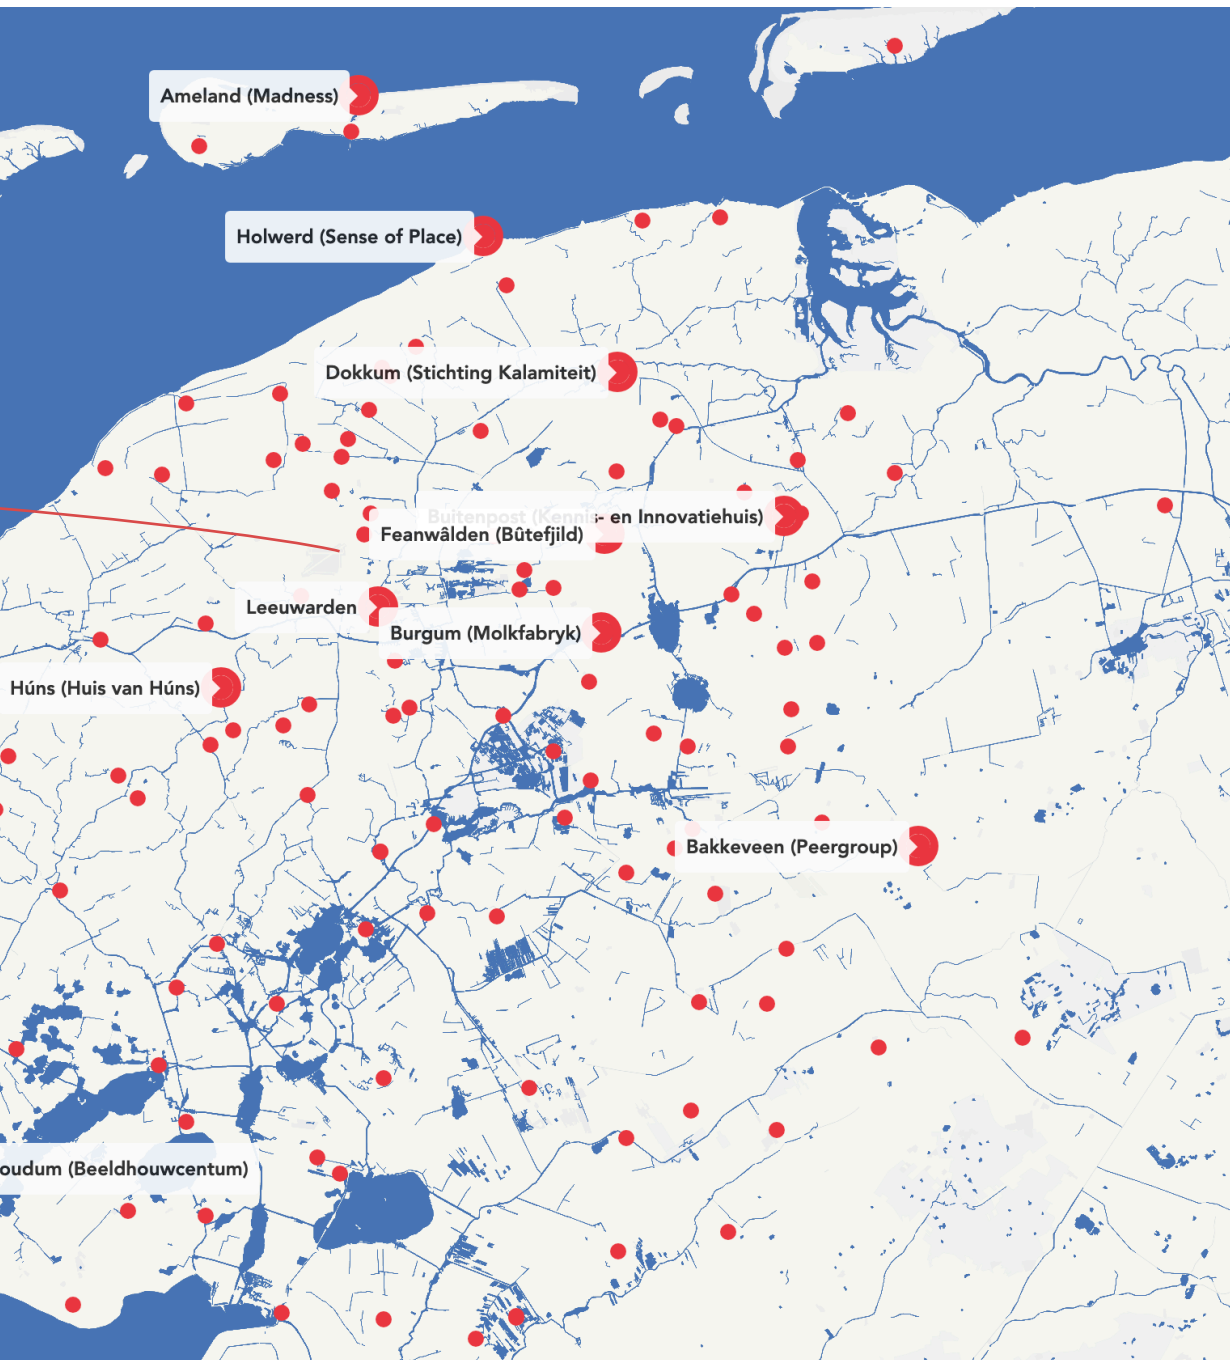 Ameland (Madness)
Holwerd (Sense of Place)
Dokkum (Stichting Kalamiteit)
Buitenpost (Kennis- en Innovatiehuis)
Feanwâlden (Bûtefjild)
Leeuwarden
Burgum (Molkfabryk)
Húns (Huis van Húns)
Bakkeveen (Peergroup)
oudum (Beeldhouwcentum)